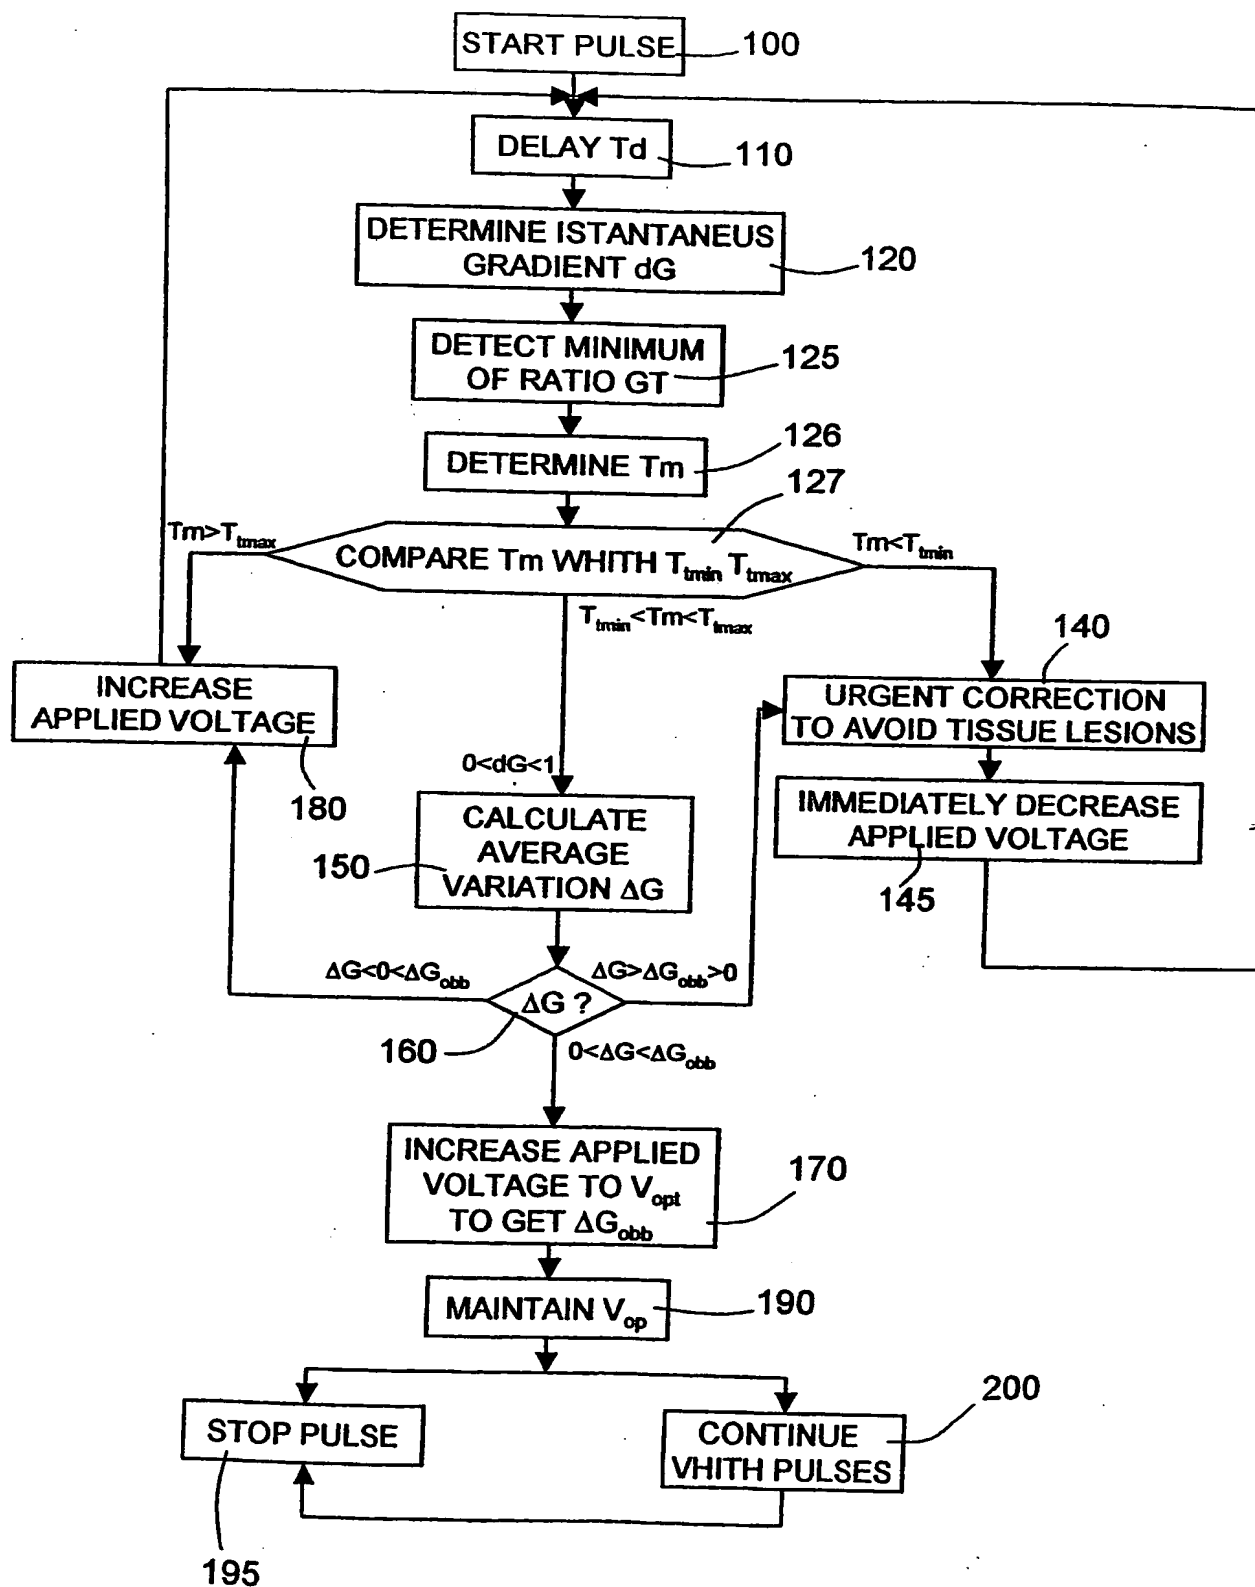 START PULSE
100
DELAY Td
110
DETERMINE ISTANTANEUS
GRADIENT dG
120
DETECT MINIMUM
OF RATIO GT
125
DETERMINE Tm
126
127
Tm>Ttmax
COMPARE Tm WHITH Ttmin Ttmax
Tm<Ttmin
Ttmin<Tm<Ttmax
140
INCREASE
APPLIED VOLTAGE
180
URGENT CORRECTION
TO AVOID TISSUE LESIONS
0<dG<1
IMMEDIATELY DECREASE
APPLIED VOLTAGE
145
CALCULATE
AVERAGE
VARIATION ΔG
150
ΔG<0<ΔGobb
ΔG>ΔGobb>0
ΔG ?
160
0<ΔG<ΔGobb
INCREASE APPLIED
VOLTAGE TO Vopt
TO GET ΔGobb
170
MAINTAIN Vop
190
STOP PULSE
195
CONTINUE
VHITH PULSES
200